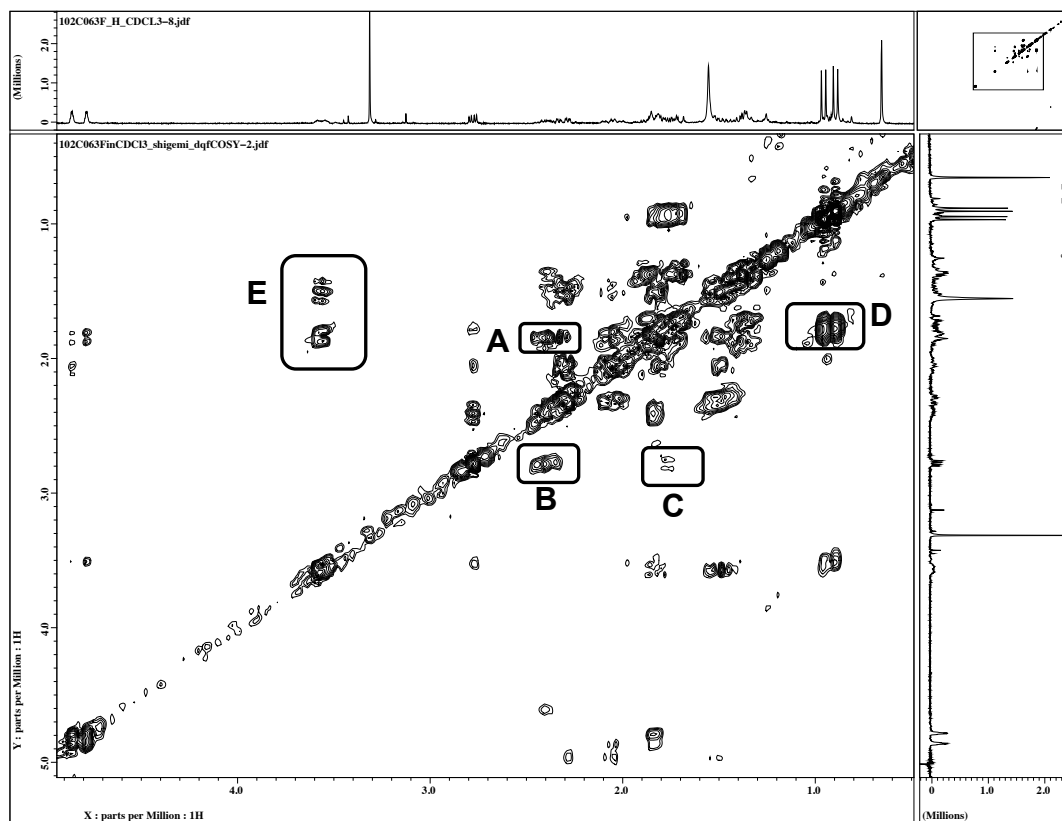 102C063F_H_CDCL3-8.jdf
(Millions)
2.0
1.0
0
102C063FinCDCl3_shigemi_dqfCOSY-2.jdf
1.0
E
A
D
2.0
B
C
3.0
4.0
5.0
Y : parts per Million : 1H
4.0 3.0 2.0 1.0
X : parts per Million : 1H
0 1.0 2.0
(Millions)